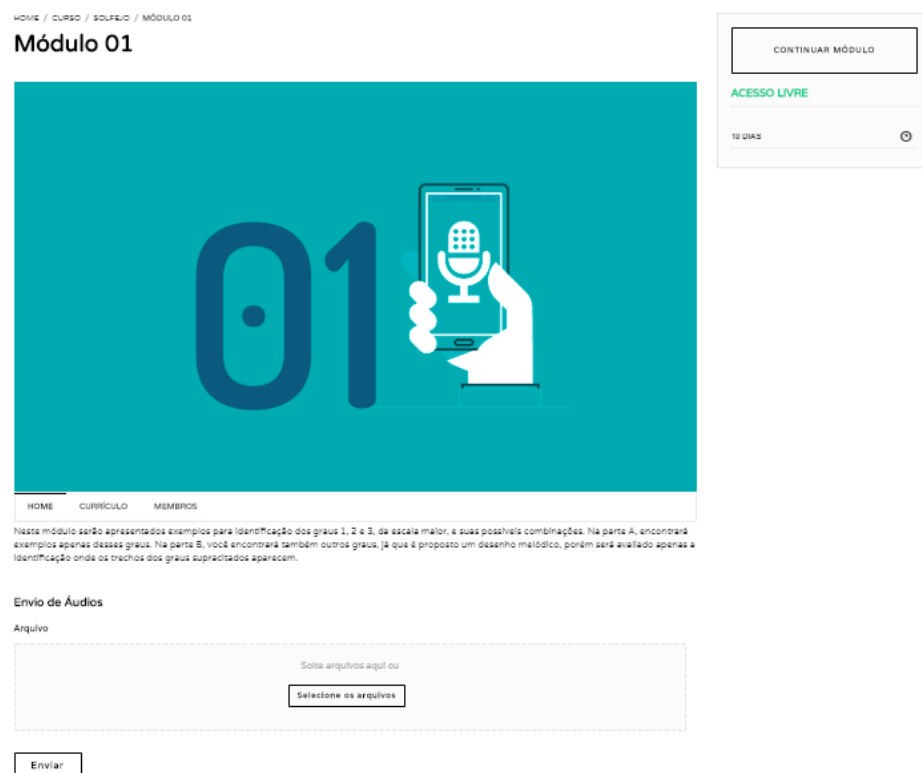 HOME / CURSO / SOLFEJO / MÓDULO 01
Módulo 01
CONTINUAR MÓDULO
ACESSO LIVRE
10 DIAS
01
HOME CURRÍCULO MEMBROS
Neste módulo serão apresentados exemplos para identificação dos graus 1, 2 e 3, da escala maior, e suas possíveis combinações. Na parte A, encontrará
exemplos apenas desses graus. Na parte B, você encontrará também outros graus, já que é proposto um desenho melódico, porém será avaliado apenas a
identificação onde os trechos dos graus supracitados aparecem.
Envio de Áudios
Arquivo
Solte arquivos aqui ou
Selecione os arquivos
Enviar